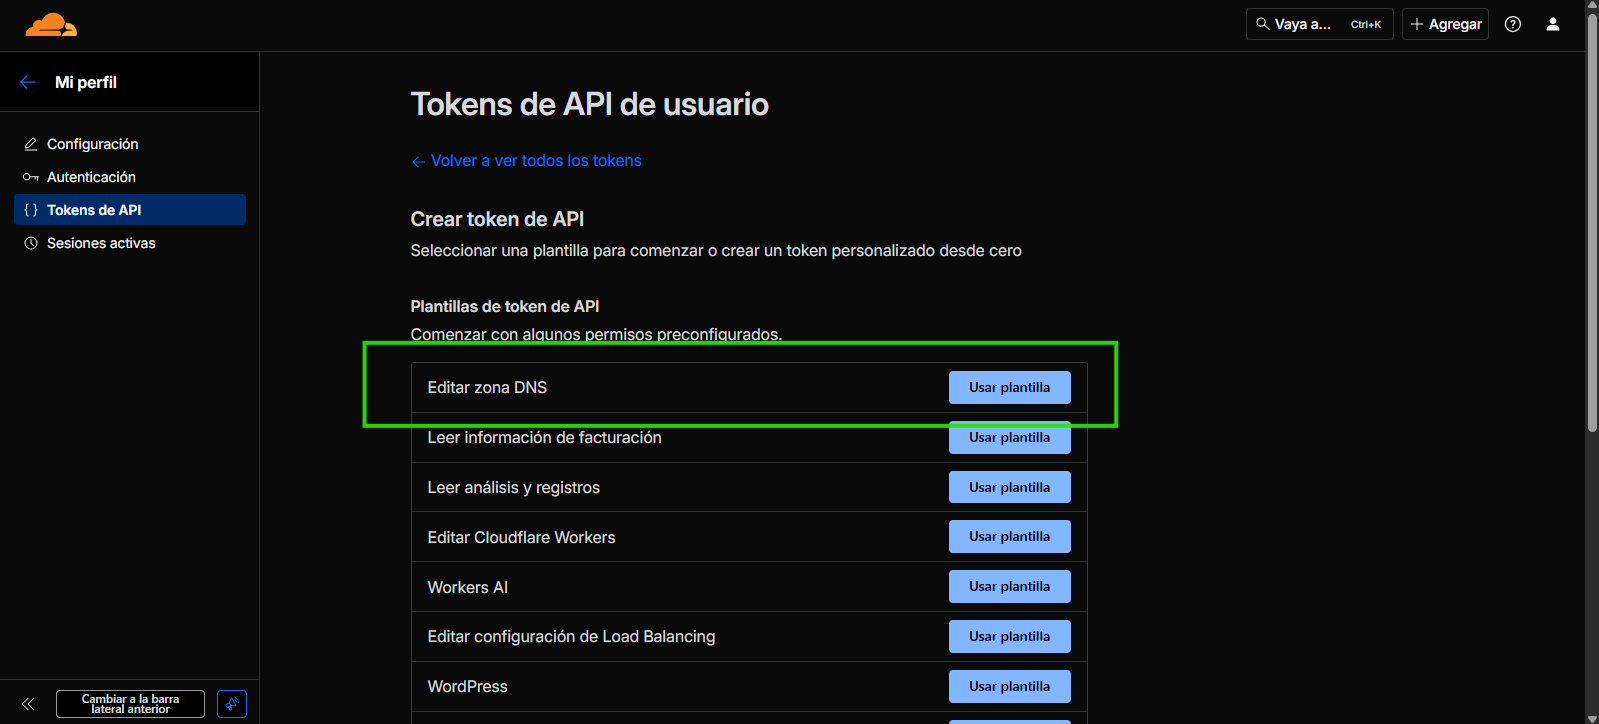 Vaya a... Ctrl+K
Agregar
Mi perfil
Configuración
Autenticación
Tokens de API
Sesiones activas
Cambiar a la barra
lateral anterior
Tokens de API de usuario
← Volver a ver todos los tokens
Crear token de API
Seleccionar una plantilla para comenzar o crear un token personalizado desde cero
Plantillas de token de API
Comenzar con algunos permisos preconfigurados.
Editar zona DNS Usar plantilla
Leer información de facturación Usar plantilla
Leer análisis y registros Usar plantilla
Editar Cloudflare Workers Usar plantilla
Workers AI Usar plantilla
Editar configuración de Load Balancing Usar plantilla
WordPress Usar plantilla